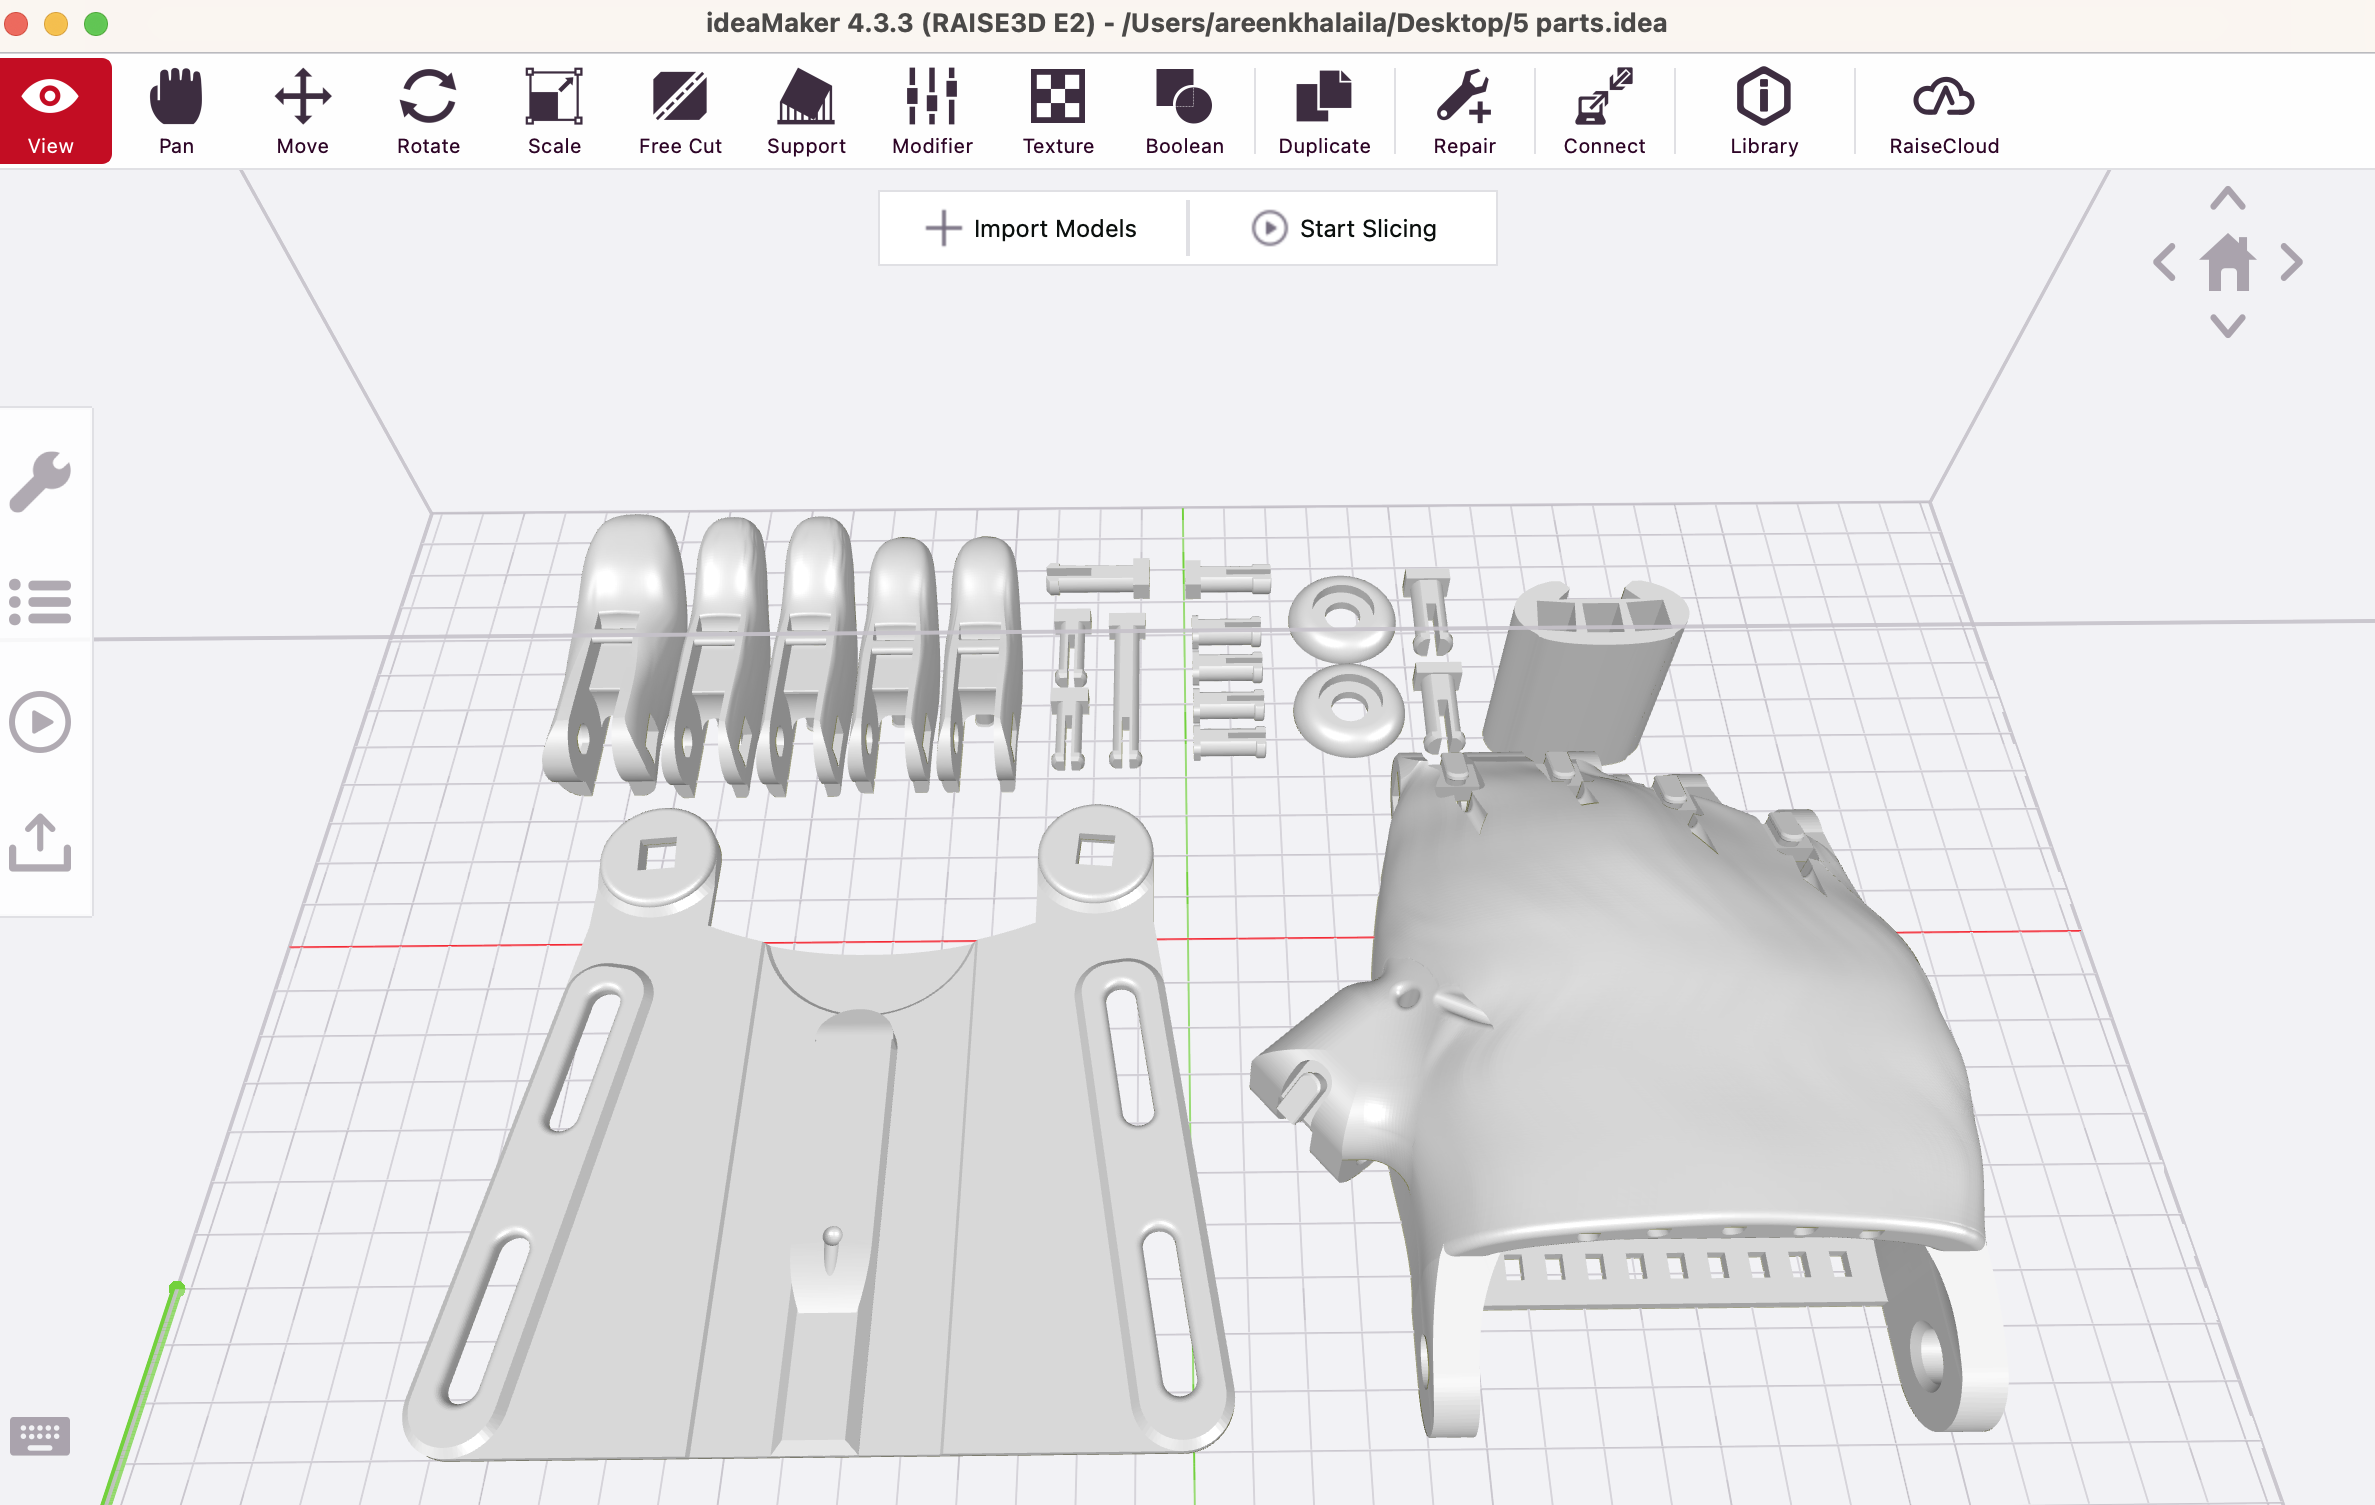 ideaMaker 4.3.3 (RAISE3D E2) - /Users/areenkhalaila/Desktop/5 parts.idea
View Pan Move Rotate Scale Free Cut Support Modifier Texture Boolean Duplicate Repair Connect Library RaiseCloud
Import Models Start Slicing